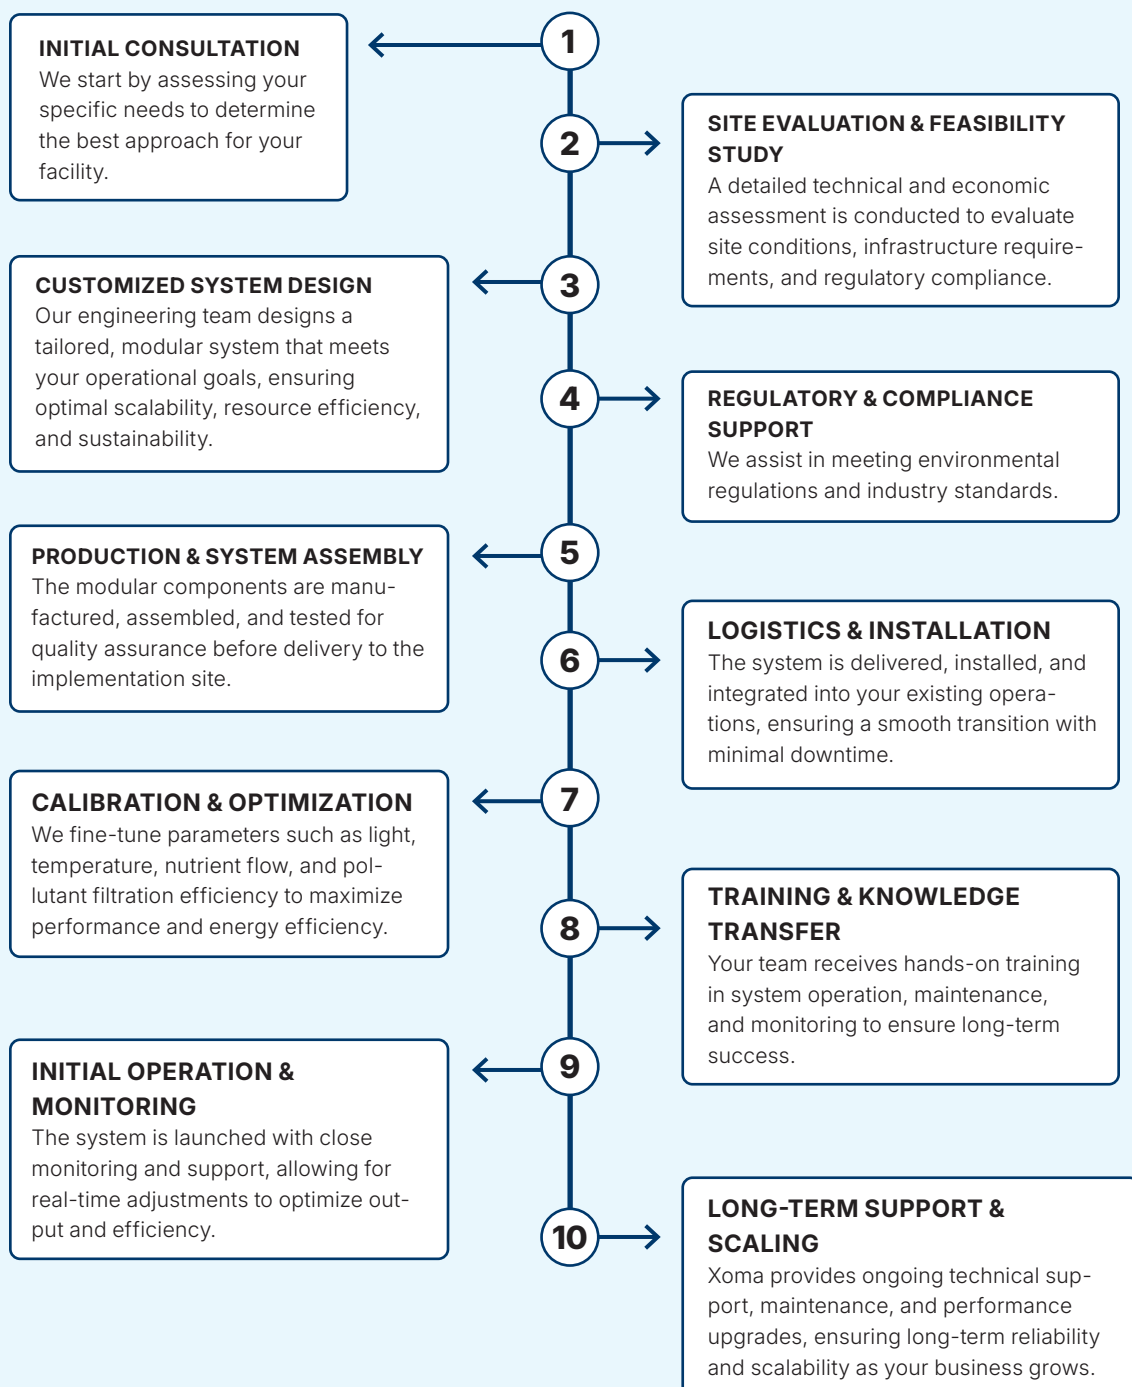 1
INITIAL CONSULTATION
We start by assessing your
specific needs to determine
the best approach for your
facility.
2
SITE EVALUATION & FEASIBILITY
STUDY
A detailed technical and economic
assessment is conducted to evaluate
site conditions, infrastructure require-
ments, and regulatory compliance.
3
CUSTOMIZED SYSTEM DESIGN
Our engineering team designs a
tailored, modular system that meets
your operational goals, ensuring
optimal scalability, resource efficiency,
and sustainability.
4
REGULATORY & COMPLIANCE
SUPPORT
We assist in meeting environmental
regulations and industry standards.
5
PRODUCTION & SYSTEM ASSEMBLY
The modular components are manu-
factured, assembled, and tested for
quality assurance before delivery to the
implementation site.
6
LOGISTICS & INSTALLATION
The system is delivered, installed, and
integrated into your existing opera-
tions, ensuring a smooth transition with
minimal downtime.
7
CALIBRATION & OPTIMIZATION
We fine-tune parameters such as light,
temperature, nutrient flow, and pol-
lutant filtration efficiency to maximize
performance and energy efficiency.
8
TRAINING & KNOWLEDGE
TRANSFER
Your team receives hands-on training
in system operation, maintenance,
and monitoring to ensure long-term
success.
9
INITIAL OPERATION &
MONITORING
The system is launched with close
monitoring and support, allowing for
real-time adjustments to optimize out-
put and efficiency.
10
LONG-TERM SUPPORT &
SCALING
Xoma provides ongoing technical sup-
port, maintenance, and performance
upgrades, ensuring long-term reliability
and scalability as your business grows.